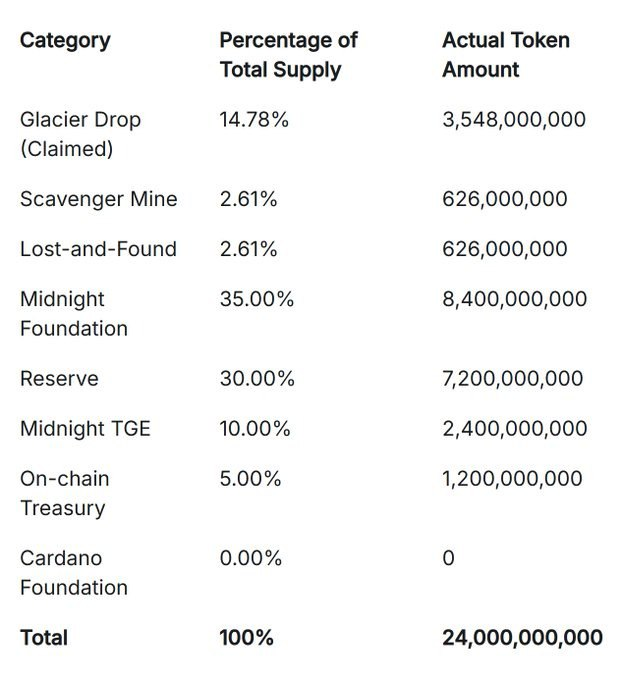 Category Percentage of Total Supply Actual Token Amount
Glacier Drop (Claimed) 14.78% 3,548,000,000
Scavenger Mine 2.61% 626,000,000
Lost-and-Found 2.61% 626,000,000
Midnight Foundation 35.00% 8,400,000,000
Reserve 30.00% 7,200,000,000
Midnight TGE 10.00% 2,400,000,000
On-chain Treasury 5.00% 1,200,000,000
Cardano Foundation 0.00% 0
Total 100% 24,000,000,000